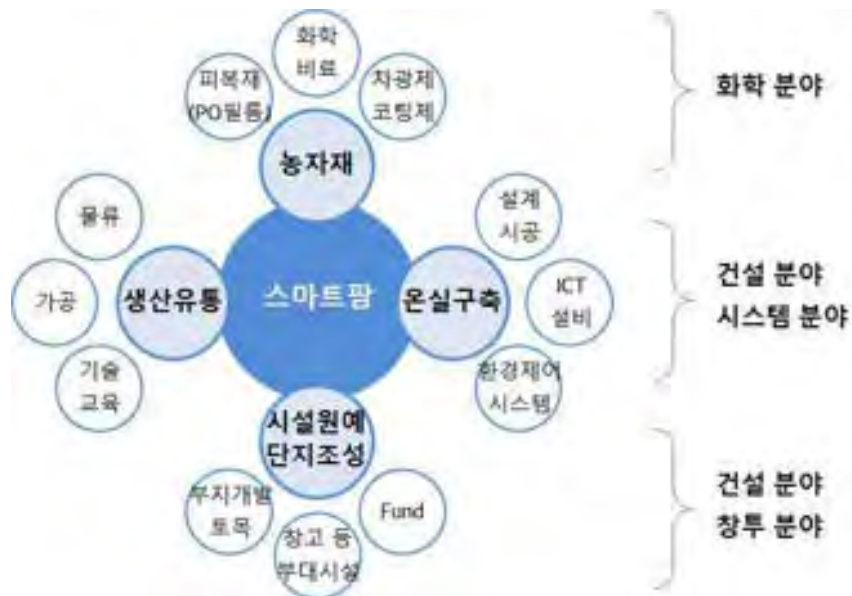 화학
비료
피복재
(PO필름)
차광제
코팅제
농자재
화학 분야
물류
가공
기술
교육
생산유통
스마트팜
온실구축
설계
시공
ICT
설비
환경제어
시스템
건설 분야
시스템 분야
시설원예
단지조성
부지개발
토목
창고 등
부대시설
Fund
건설 분야
창투 분야